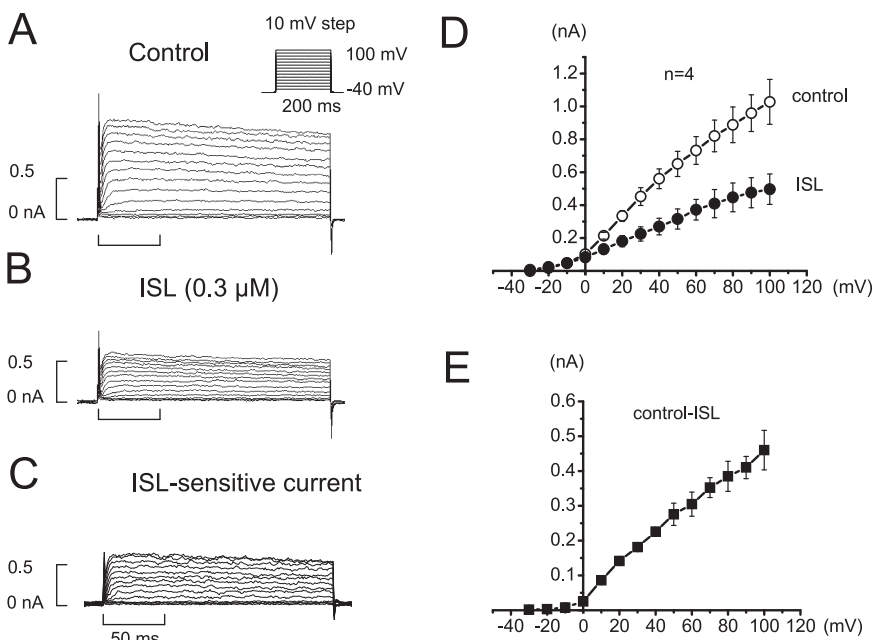 A
Control
10 mV step
100 mV
-40 mV
200 ms
0.5
0 nA
B
ISL (0.3 µM)
0.5
0 nA
C
ISL-sensitive current
0.5
0 nA
50 ms
D
(nA)
n=4
control
ISL
1.2
1.0
0.8
0.6
0.4
0.2
-40 -20 0 20 40 60 80 100 120 (mV)
E
(nA)
control-ISL
0.6
0.5
0.4
0.3
0.2
0.1
-40 -20 0 20 40 60 80 100 120 (mV)